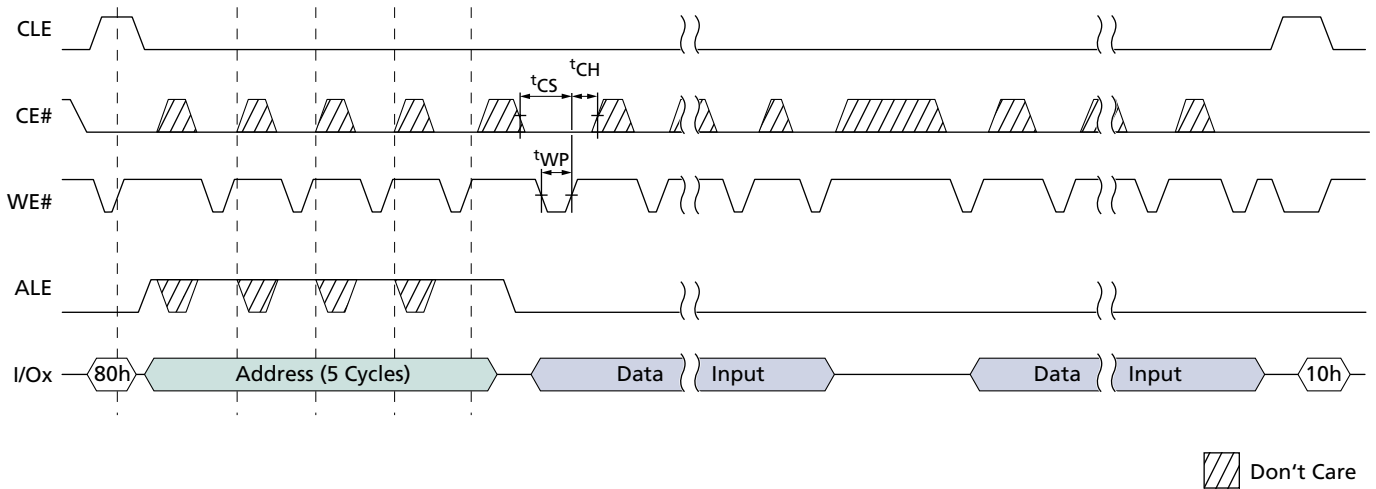 CLE
tCS
tCH
CE#
tWP
WE#
ALE
I/Ox
80h
Address (5 Cycles)
Data
Input
Data
Input
10h
Don't Care